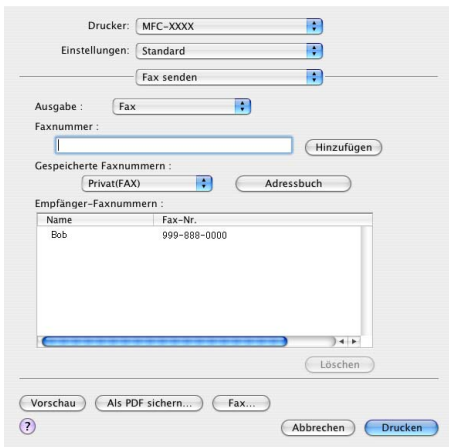 Drucker: MFC-XXXX
Einstellungen: Standard
Fax senden
Ausgabe : Fax
Faxnummer :
Hinzufügen
Gespeicherte Faxnummern :
Privat(FAX) Adressbuch
Empfänger-Faxnummern :
Name Fax-Nr.
Bob 999-888-0000
Löschen
Vorschau Als PDF sichern... Fax...
? Abbrechen Drucken